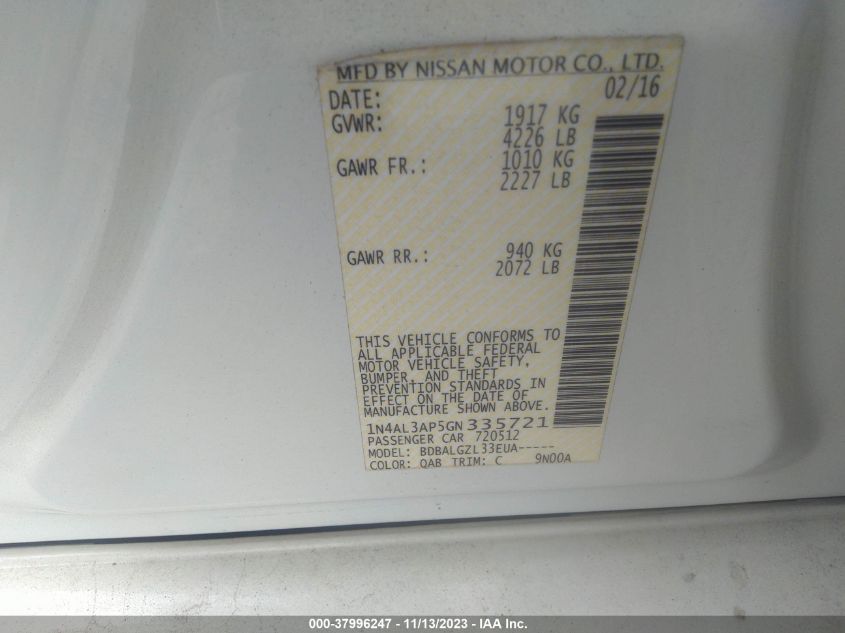 MFD BY NISSAN MOTOR CO., LTD.
DATE: 02/16
GVWR: 1917 KG
4226 LB
GAWR FR.: 1010 KG
2227 LB
GAWR RR.: 940 KG
2072 LB
THIS VEHICLE CONFORMS TO
ALL APPLICABLE FEDERAL
MOTOR VEHICLE SAFETY,
BUMPER, AND THEFT
PREVENTION STANDARDS IN
EFFECT ON THE DATE OF
MANUFACTURE SHOWN ABOVE.
1N4AL3AP5GN335721
PASSENGER CAR 720512
MODEL: BDBALGZL33EUA-----
COLOR: QAB TRIM: C 9N00A
000-37996247 - 11/13/2023 - IAA Inc.